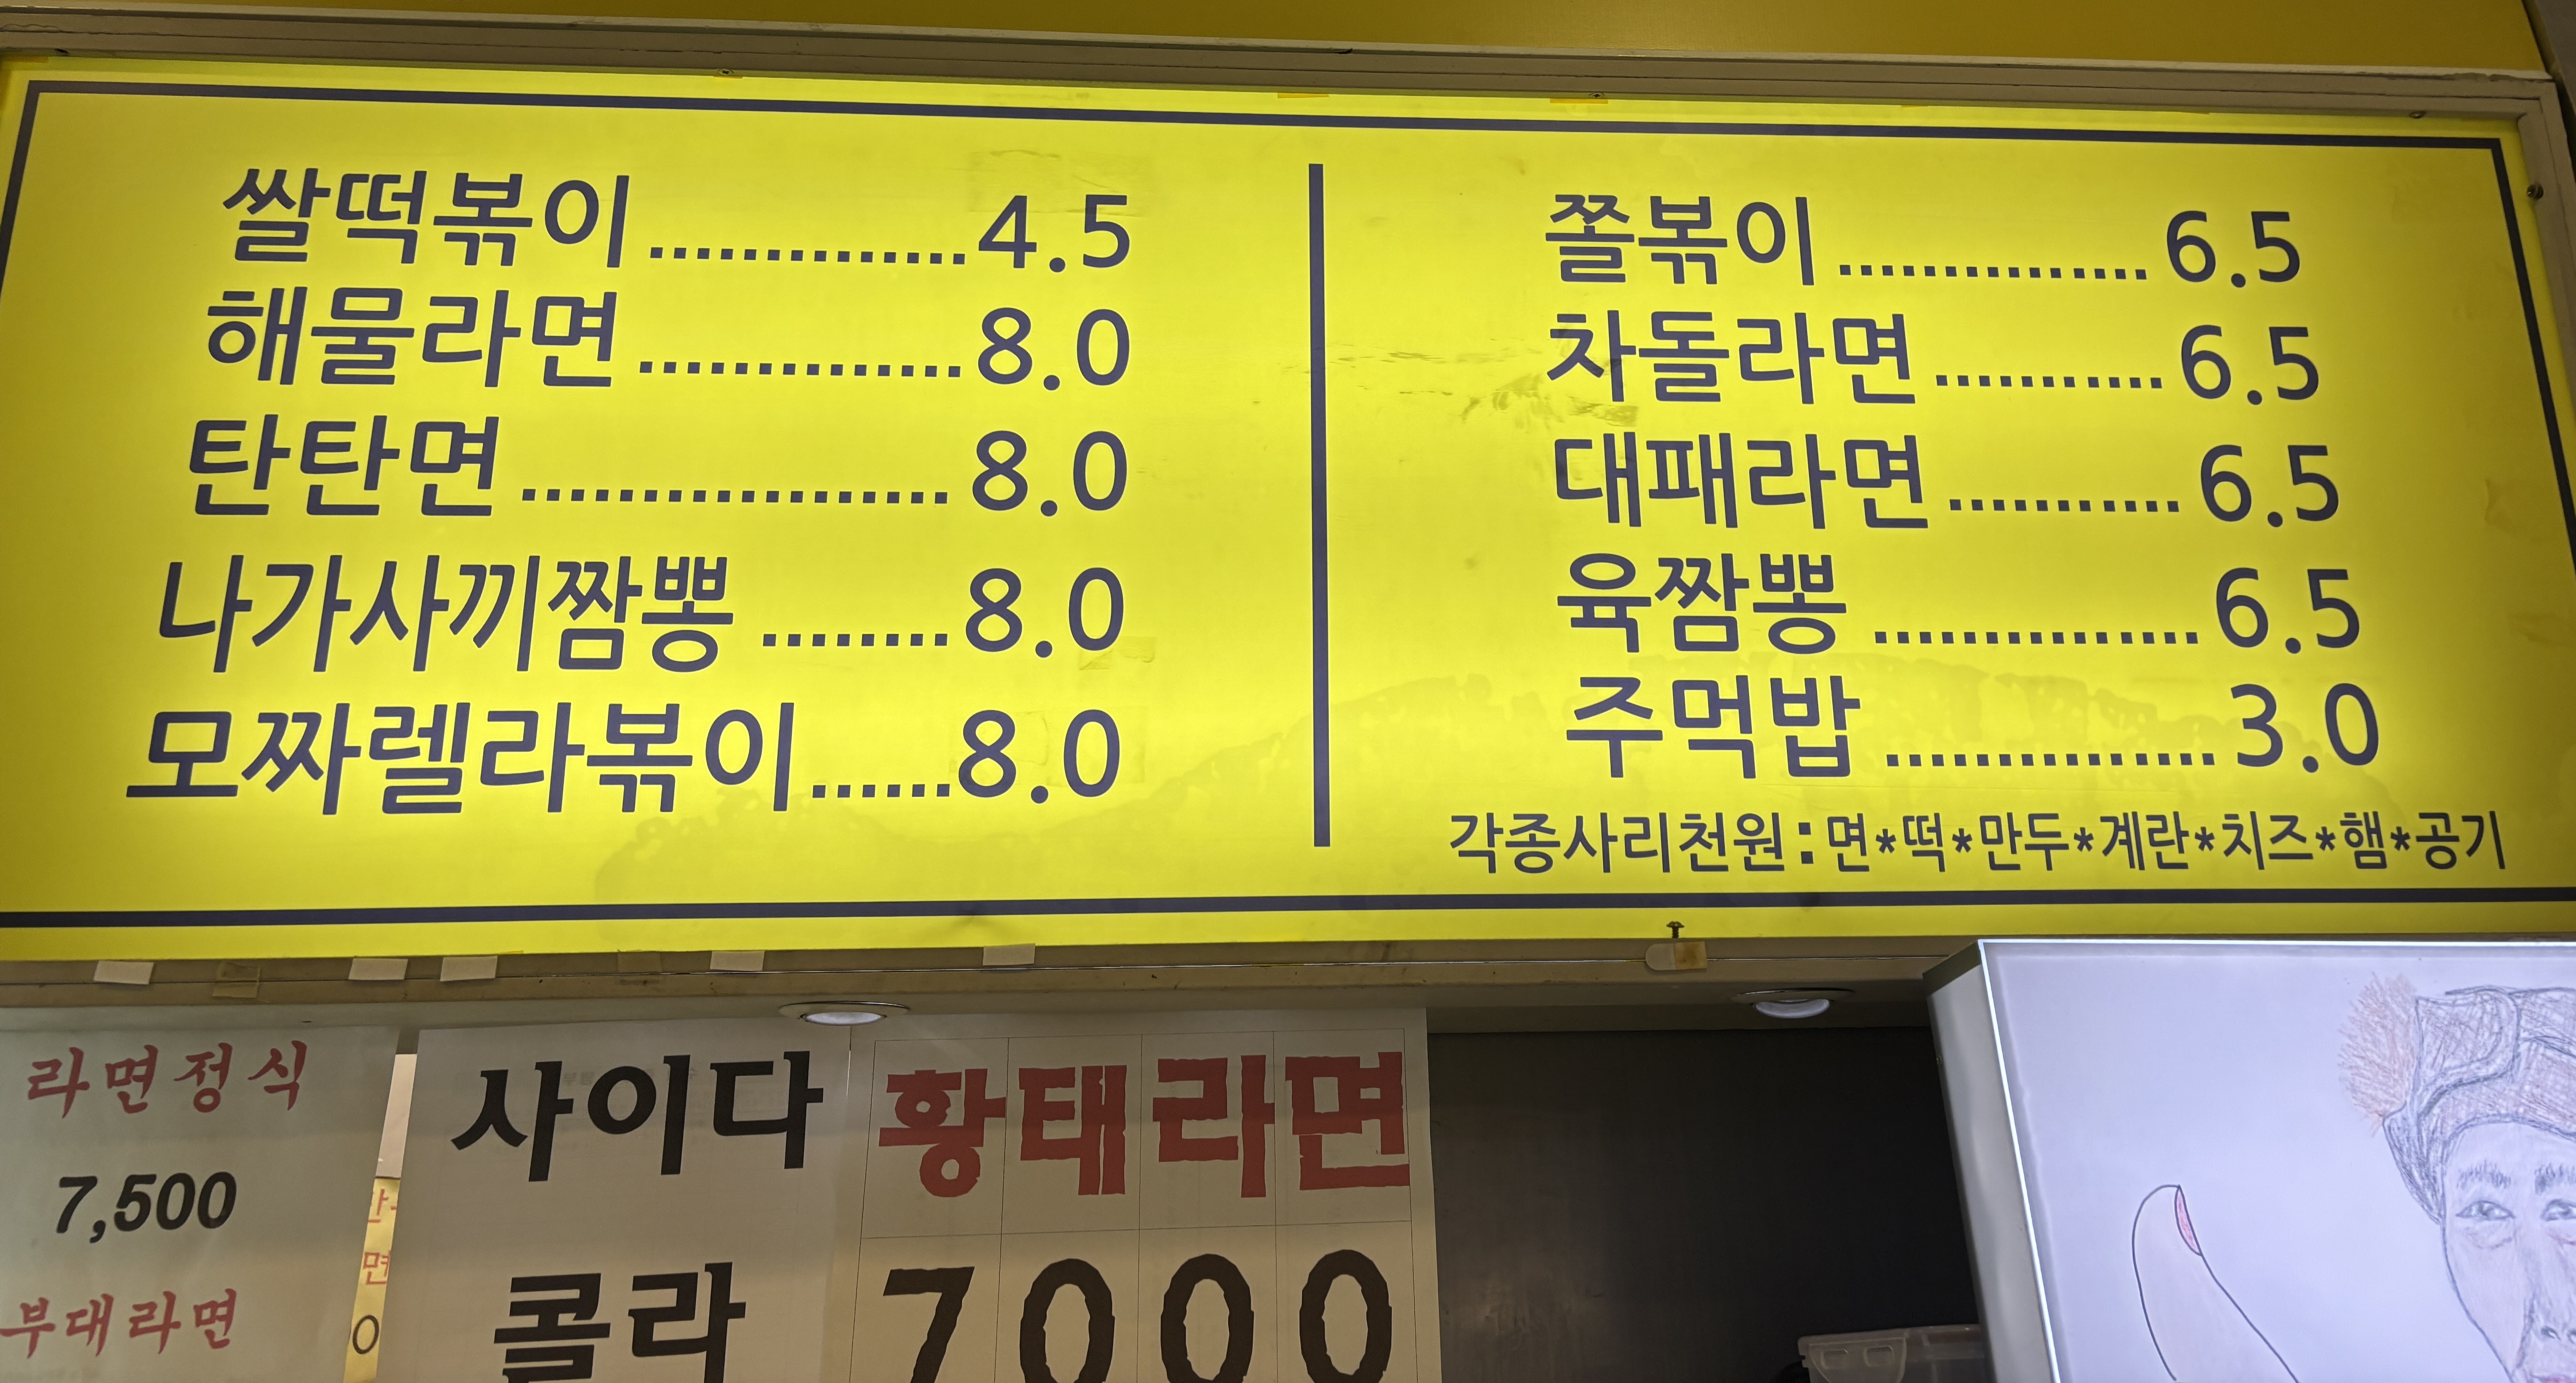 쌀떡볶이..............4.5
해물라면..............8.0
탄탄면..................8.0
나가사끼짬뽕........8.0
모짜렐라볶이......8.0
쫄볶이...............6.5
차돌라면...........6.5
대패라면...........6.5
육짬뽕...............6.5
주먹밥...............3.0
각종사리천원:면*떡*만두*계란*치즈*햄*공기
라면정식
7,500
부대라면
면
0
사이다
콜라
황태라면
7000